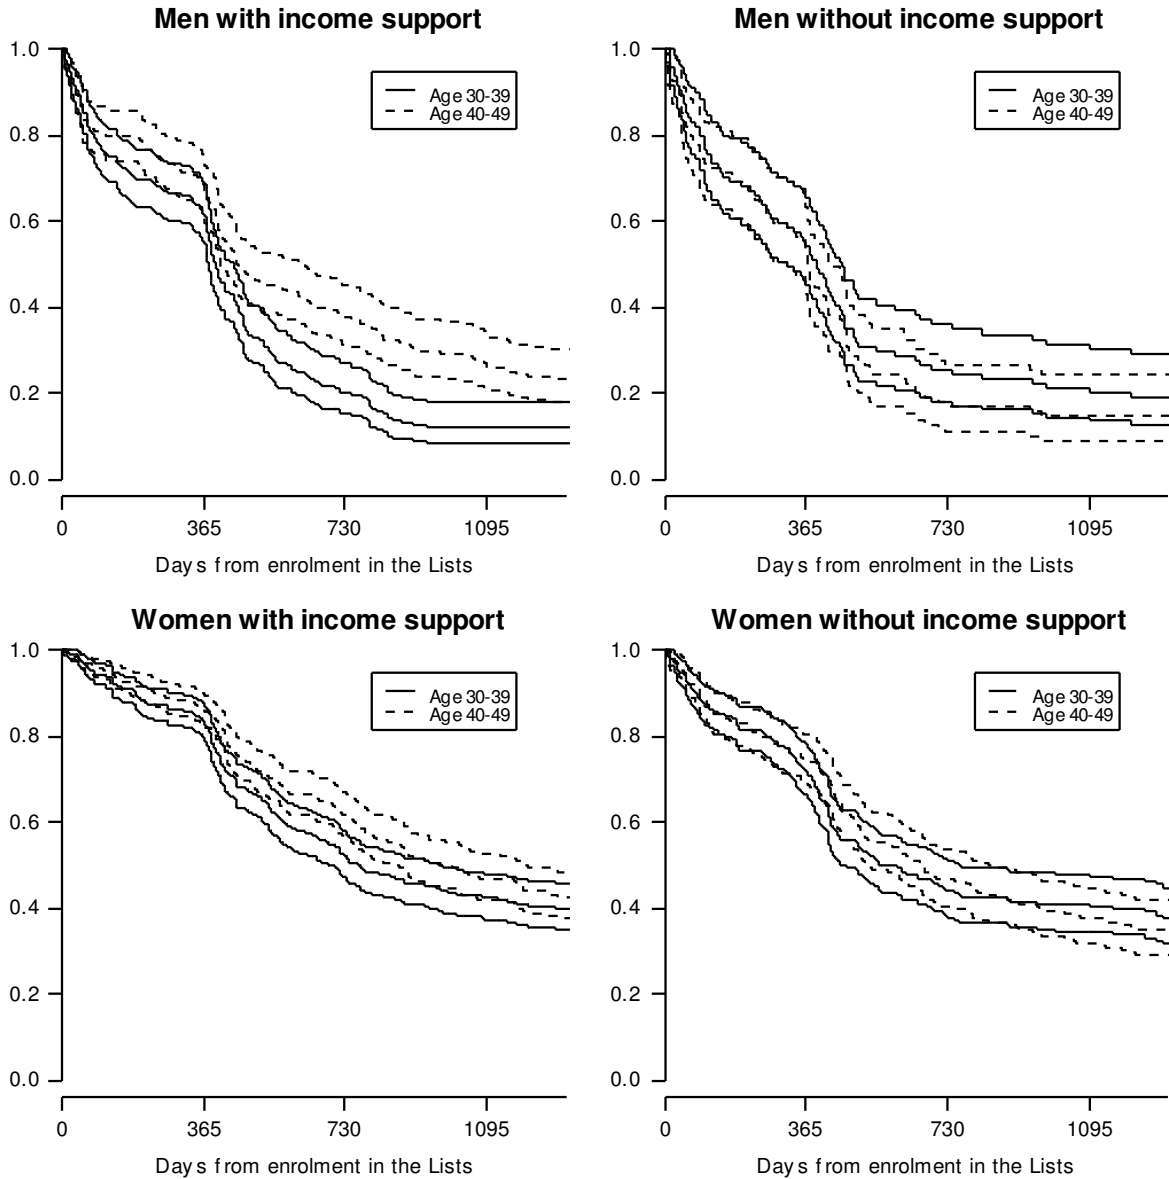 Men with income support
Men without income support
1.0
0.8
0.6
0.4
0.2
0.0
Age 30-39
Age 40-49
0 365 730 1095
Days from enrolment in the Lists
1.0
0.8
0.6
0.4
0.2
0.0
Age 30-39
Age 40-49
0 365 730 1095
Days from enrolment in the Lists
Women with income support
Women without income support
1.0
0.8
0.6
0.4
0.2
0.0
Age 30-39
Age 40-49
0 365 730 1095
Days from enrolment in the Lists
1.0
0.8
0.6
0.4
0.2
0.0
Age 30-39
Age 40-49
0 365 730 1095
Days from enrolment in the Lists